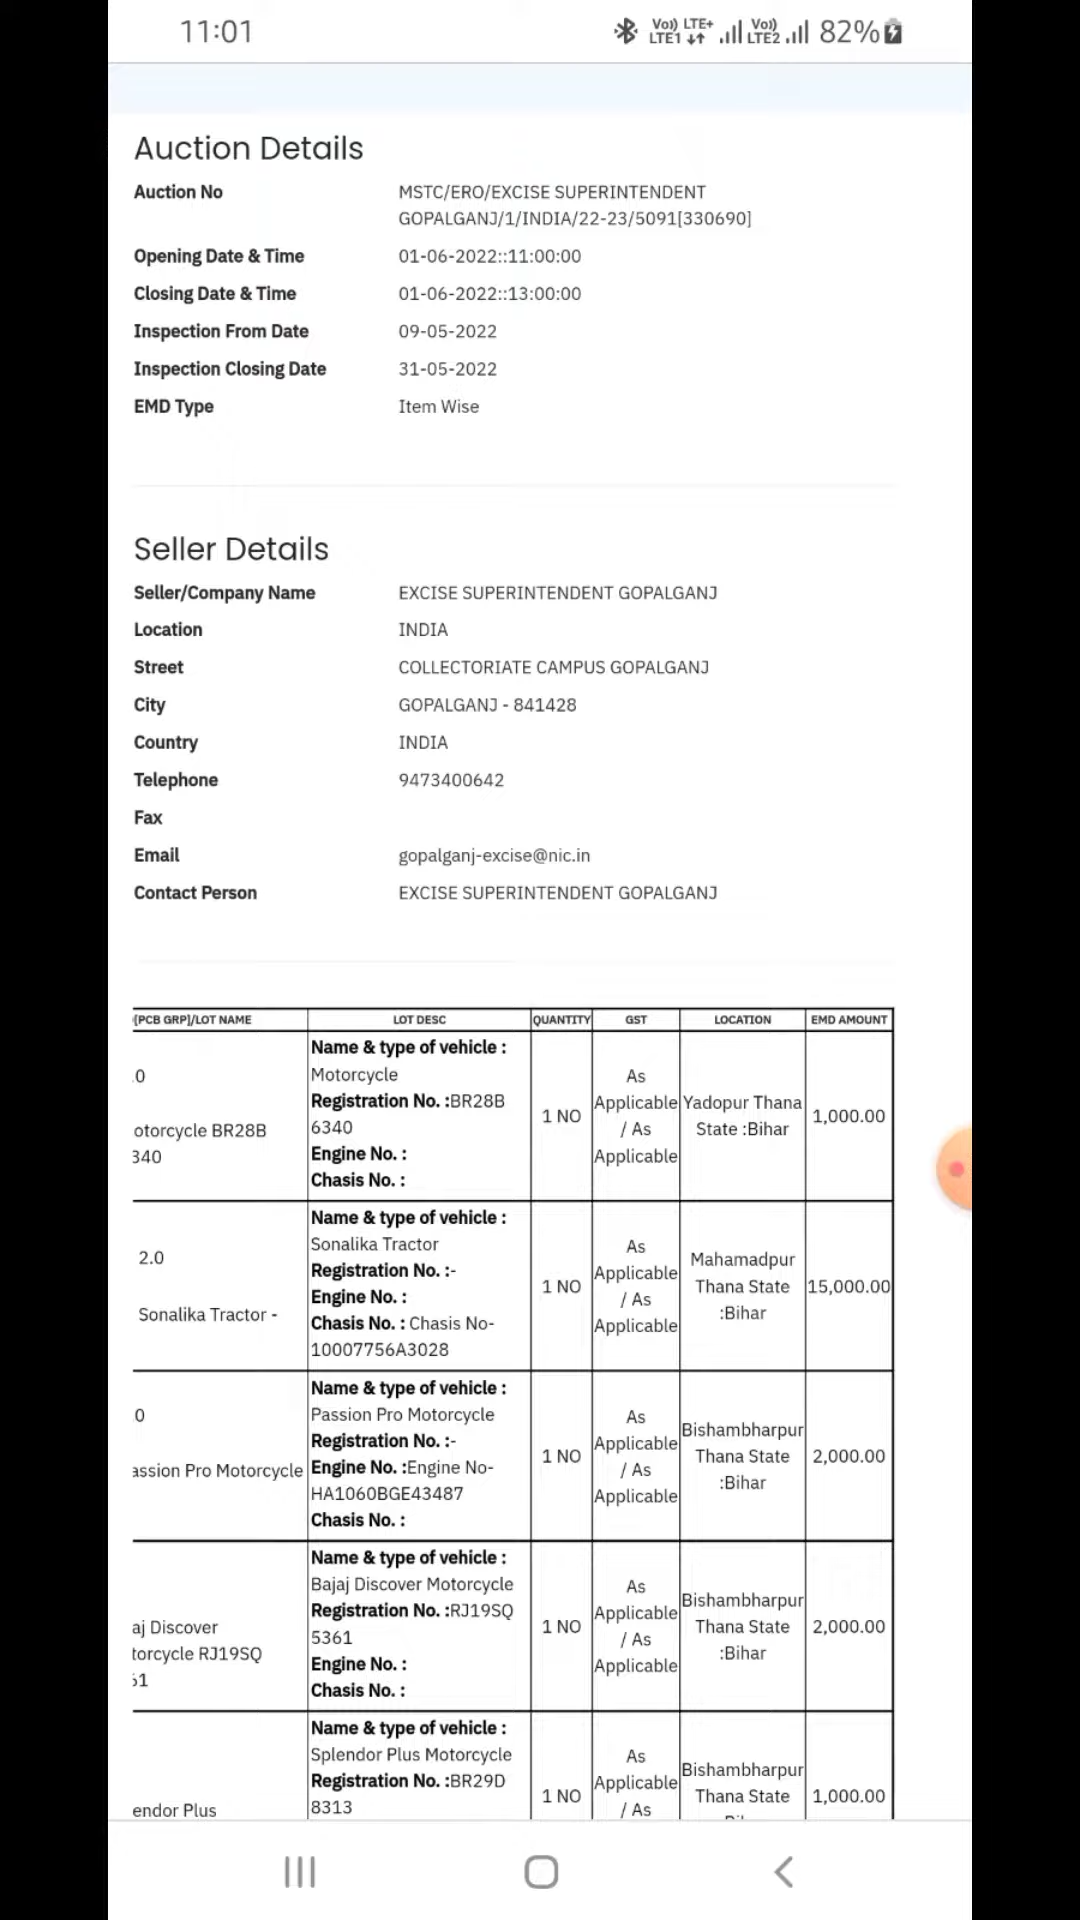 11:01
Vo)) LTE+ Vo))
LTE1 LTE2 82%
Auction Details
Auction No MSTC/ERO/EXCISE SUPERINTENDENT
GOPALGANJ/1/INDIA/22-23/5091[330690]
Opening Date & Time 01-06-2022::11:00:00
Closing Date & Time 01-06-2022::13:00:00
Inspection From Date 09-05-2022
Inspection Closing Date 31-05-2022
EMD Type Item Wise
Seller Details
Seller/Company Name EXCISE SUPERINTENDENT GOPALGANJ
Location INDIA
Street COLLECTORIATE CAMPUS GOPALGANJ
City GOPALGANJ - 841428
Country INDIA
Telephone 9473400642
Fax
Email gopalganj-excise@nic.in
Contact Person EXCISE SUPERINTENDENT GOPALGANJ
[PCB GRP]/LOT NAME LOT DESC QUANTITY GST LOCATION EMD AMOUNT
.0
otorcycle BR28B
340
Name & type of vehicle :
Motorcycle
Registration No. :BR28B
6340
Engine No. :
Chasis No. :
1 NO
As
Applicable
/ As
Applicable
Yadopur Thana
State :Bihar
1,000.00
2.0
Sonalika Tractor -
Name & type of vehicle :
Sonalika Tractor
Registration No. :-
Engine No. :
Chasis No. : Chasis No-
10007756A3028
1 NO
As
Applicable
/ As
Applicable
Mahamadpur
Thana State
:Bihar
15,000.00
0
assion Pro Motorcycle
Name & type of vehicle :
Passion Pro Motorcycle
Registration No. :-
Engine No. :Engine No-
HA1060BGE43487
Chasis No. :
1 NO
As
Applicable
/ As
Applicable
Bishambharpur
Thana State
:Bihar
2,000.00
aj Discover
torcycle RJ19SQ
61
Name & type of vehicle :
Bajaj Discover Motorcycle
Registration No. :RJ19SQ
5361
Engine No. :
Chasis No. :
1 NO
As
Applicable
/ As
Applicable
Bishambharpur
Thana State
:Bihar
2,000.00
endor Plus
Name & type of vehicle :
Splendor Plus Motorcycle
Registration No. :BR29D
8313
1 NO
As
Applicable
/ As
Bishambharpur
Thana State
1,000.00